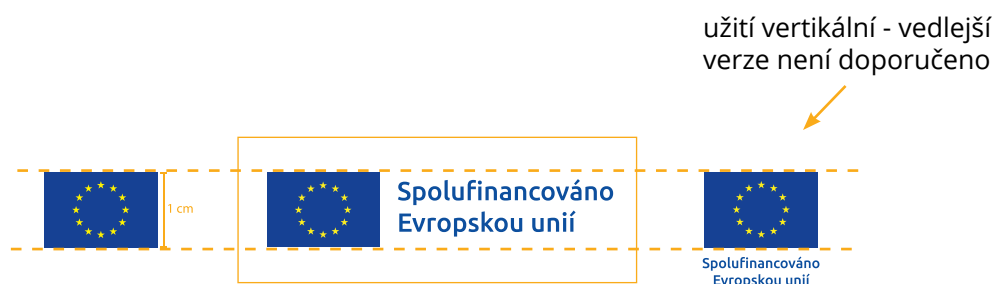 užití vertikální - vedlejší
verze není doporučeno
1 cm
Spolufinancováno
Evropskou unií
Spolufinancováno
Evropskou unií